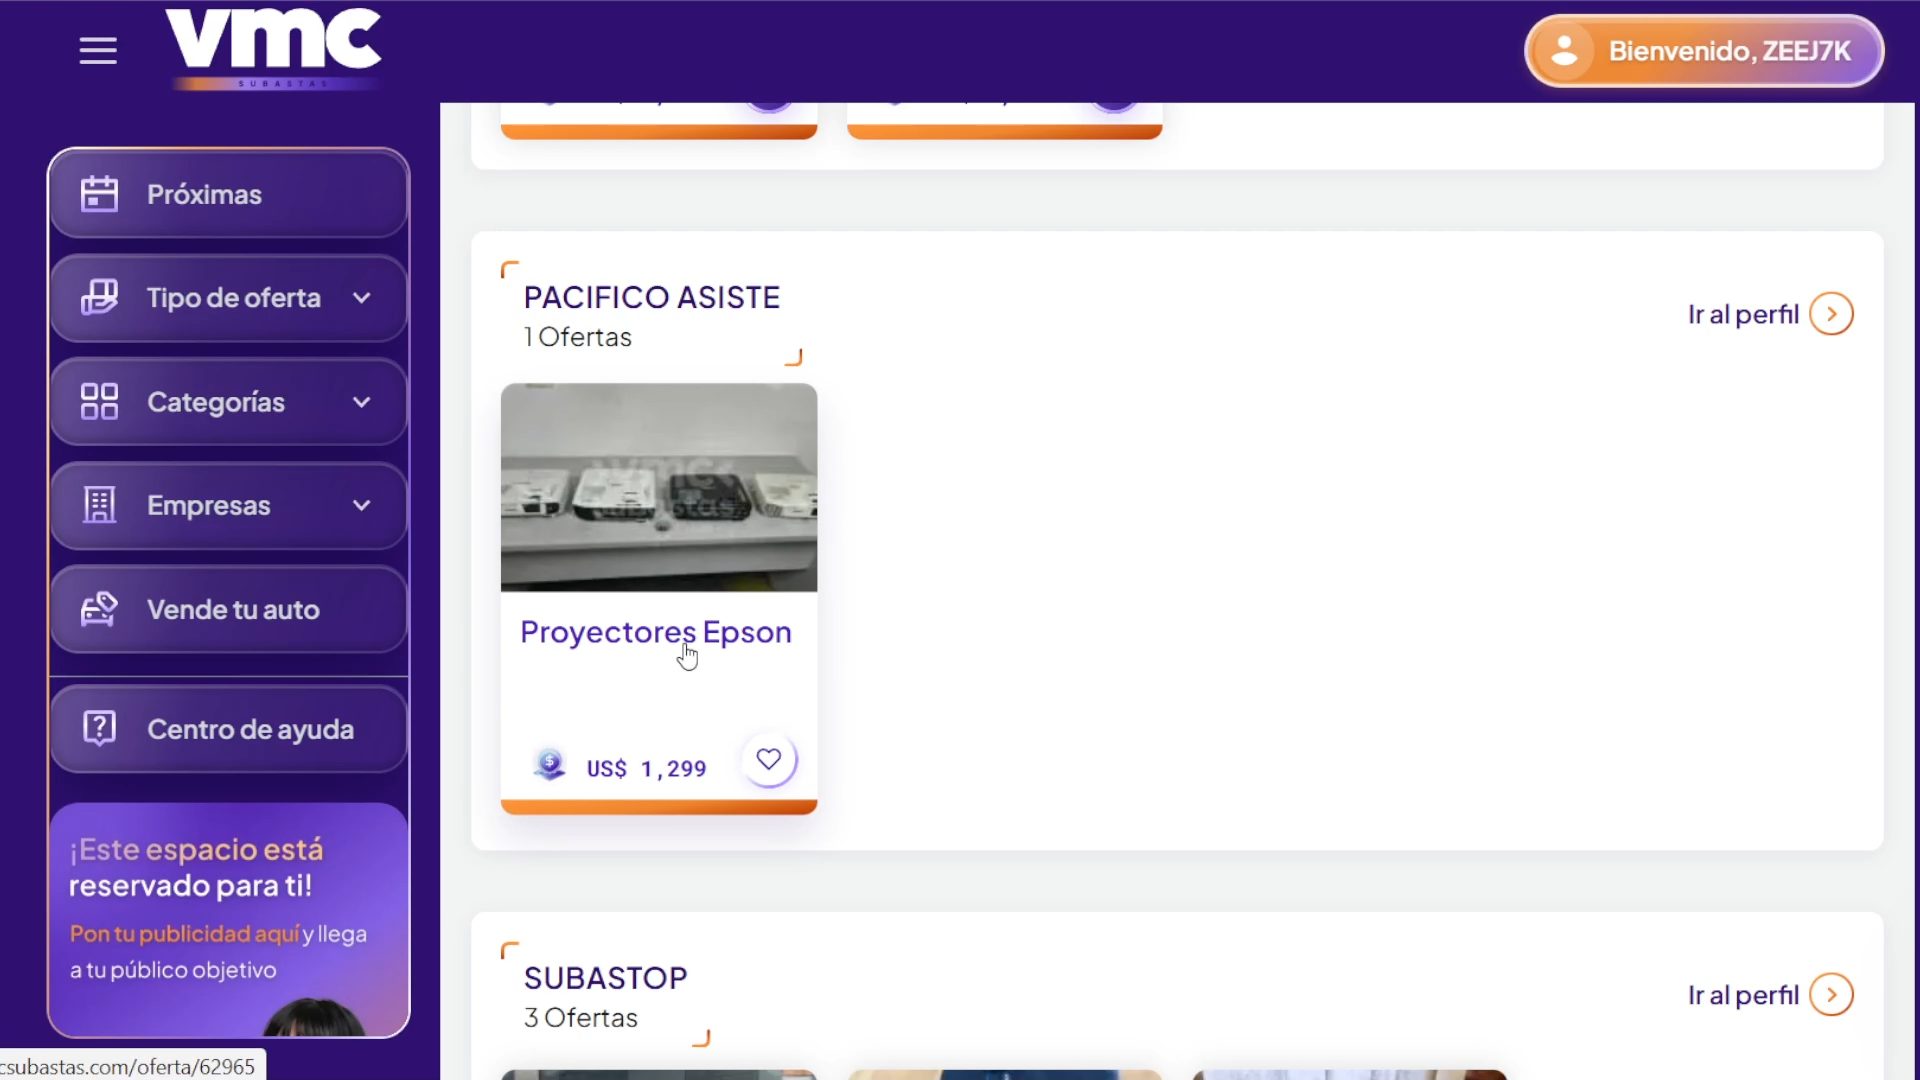 vmc
SUBASTAS
Bienvenido, ZEEJ7K
Próximas
Tipo de oferta
Categorías
Empresas
Vende tu auto
Centro de ayuda
¡Este espacio está
reservado para ti!
Pon tu publicidad aquí y llega
a tu público objetivo
csubastas.com/oferta/62965
PACIFICO ASISTE
1 Ofertas
Ir al perfil
vmc
subastas
Proyectores Epson
US$ 1,299
SUBASTOP
3 Ofertas
Ir al perfil